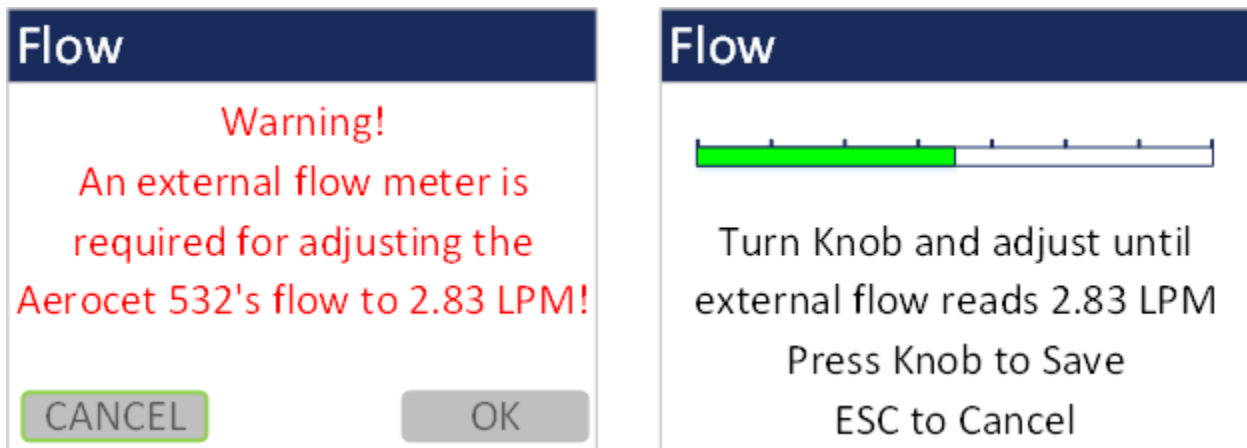 Flow
Warning!
An external flow meter is
required for adjusting the
Aerocet 532's flow to 2.83 LPM!
CANCEL
OK
Flow
Turn Knob and adjust until
external flow reads 2.83 LPM
Press Knob to Save
ESC to Cancel